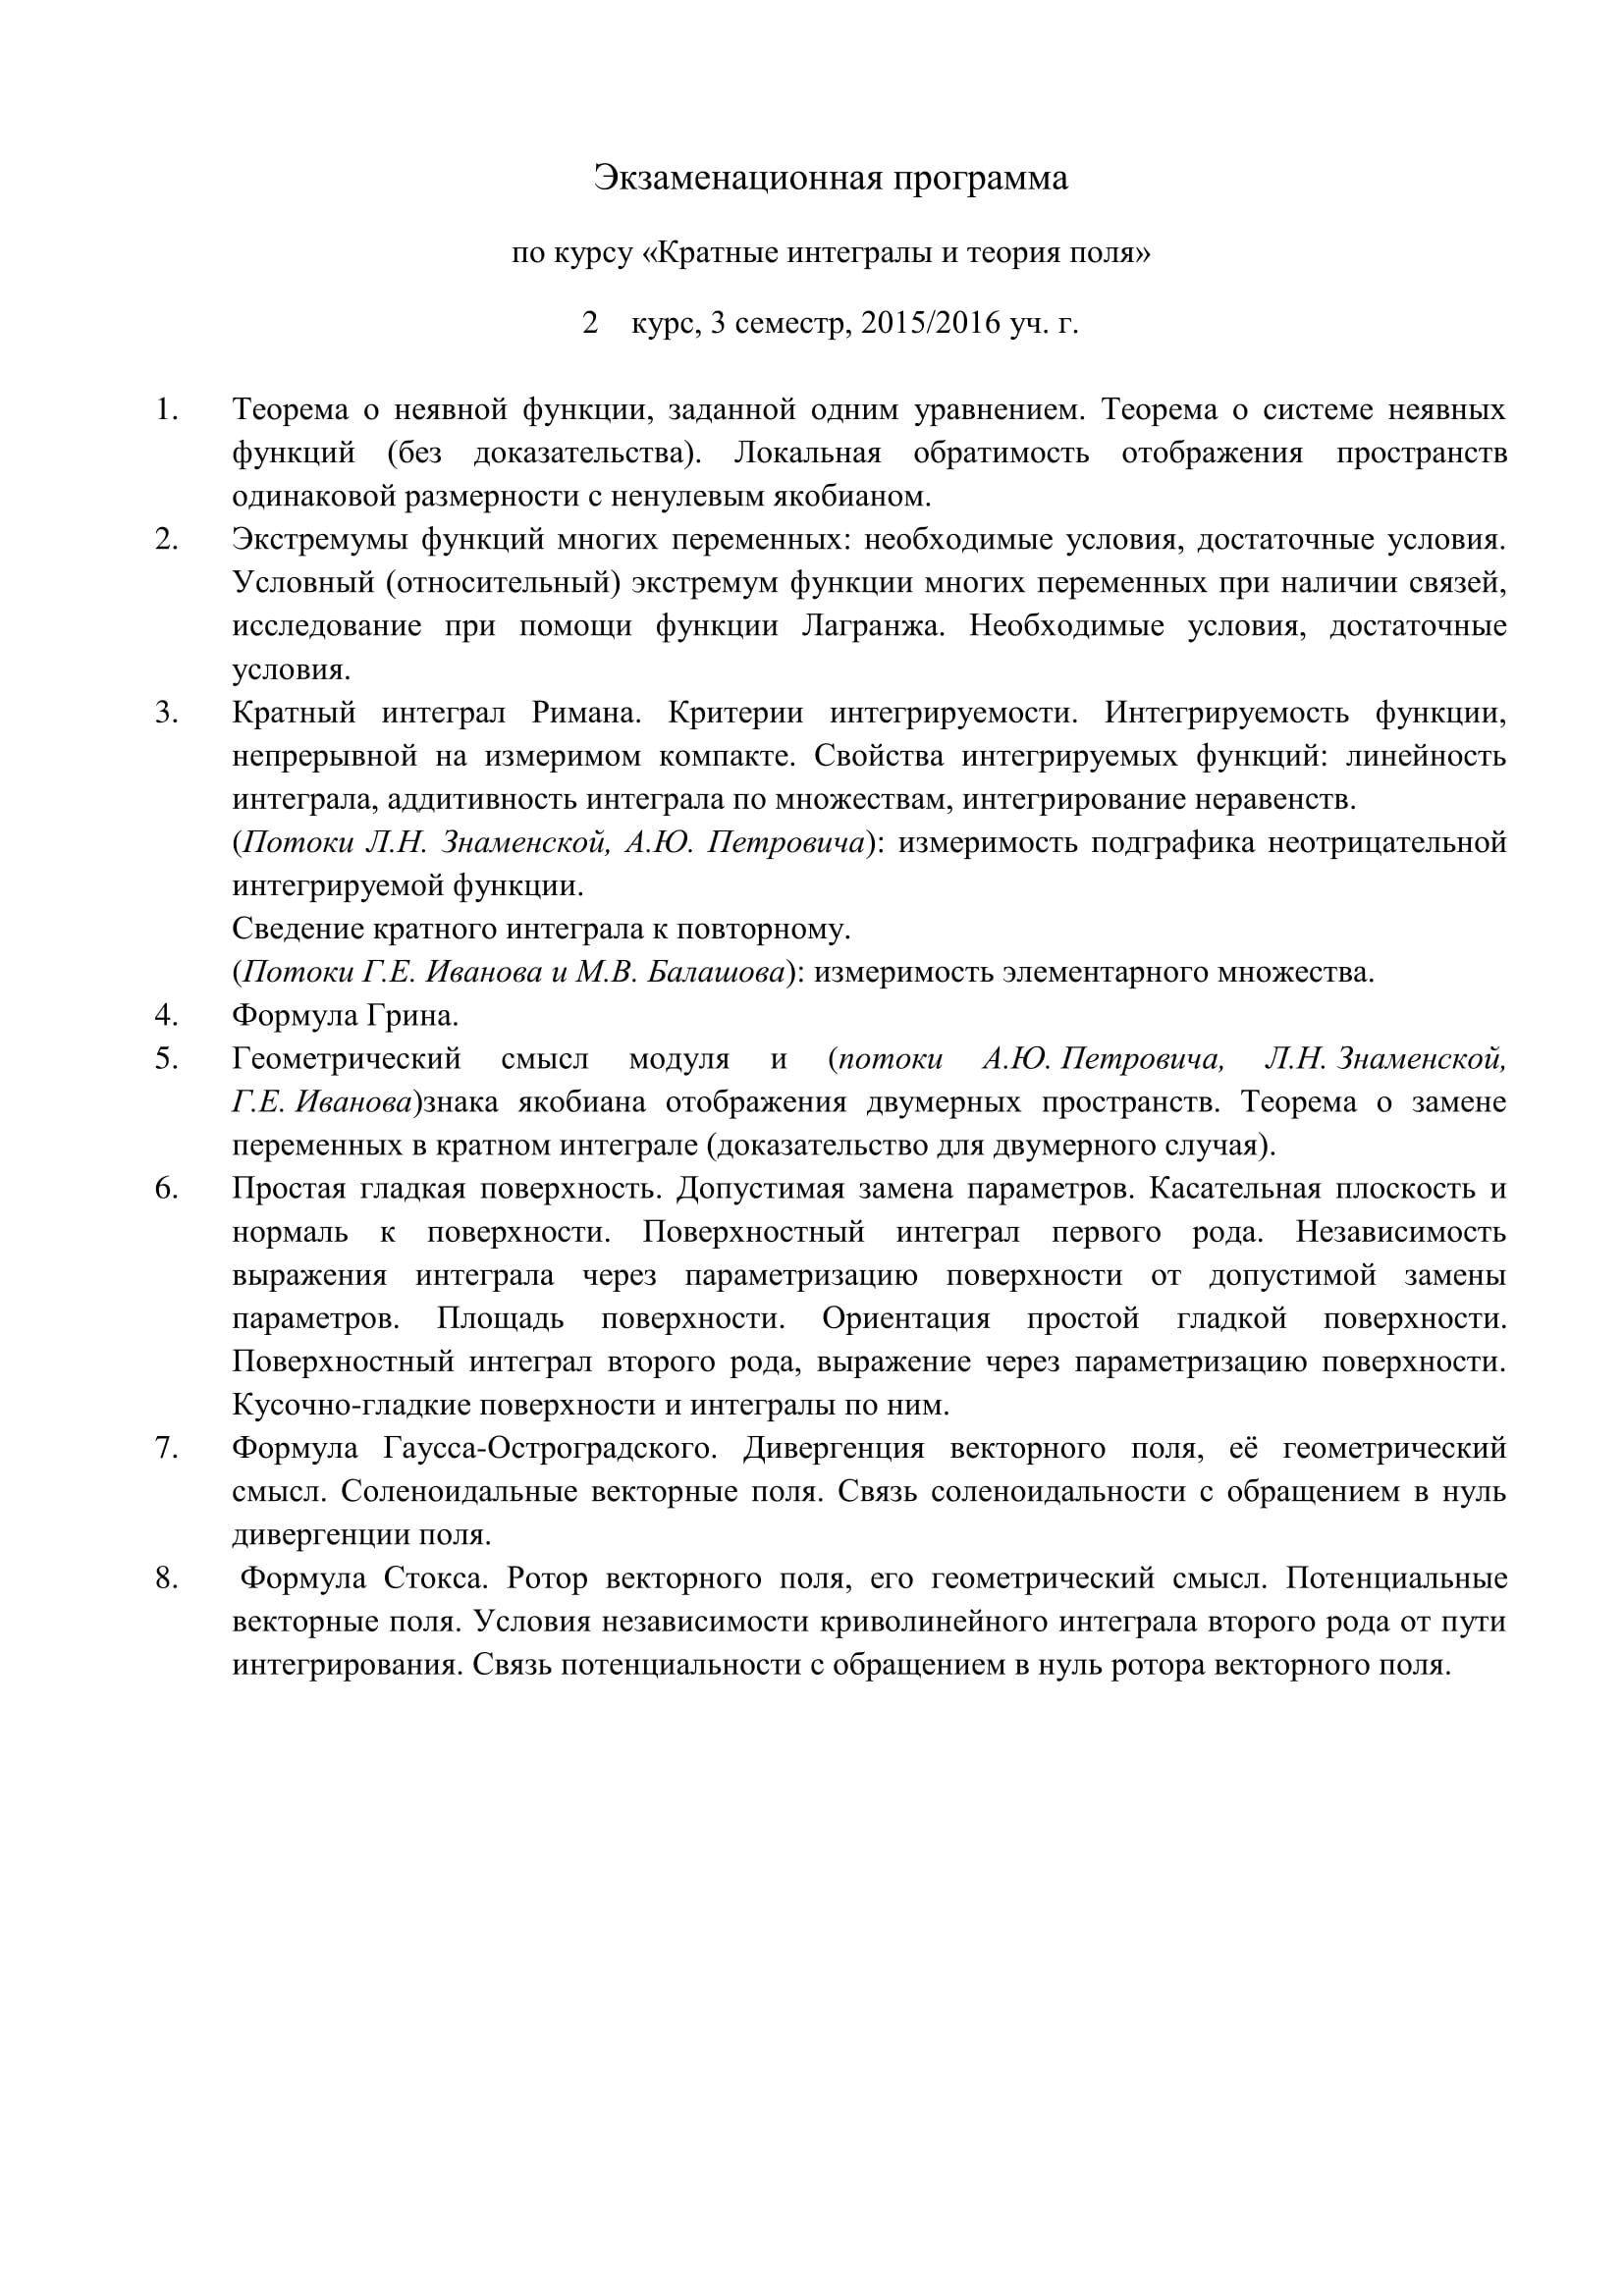 Экзаменационная программа
по курсу «Кратные интегралы и теория поля»
2 курс, 3 семестр, 2015/2016 уч. г.
1. Теорема о неявной функции, заданной одним уравнением. Теорема о системе неявных
функций (без доказательства). Локальная обратимость отображения пространств
одинаковой размерности с ненулевым якобианом.
2. Экстремумы функций многих переменных: необходимые условия, достаточные условия.
Условный (относительный) экстремум функции многих переменных при наличии связей,
исследование при помощи функции Лагранжа. Необходимые условия, достаточные
условия.
3. Кратный интеграл Римана. Критерии интегрируемости. Интегрируемость функции,
непрерывной на измеримом компакте. Свойства интегрируемых функций: линейность
интеграла, аддитивность интеграла по множествам, интегрирование неравенств.
(Потоки Л.Н. Знаменской, А.Ю. Петровича): измеримость подграфика неотрицательной
интегрируемой функции.
Сведение кратного интеграла к повторному.
(Потоки Г.Е. Иванова и М.В. Балашова): измеримость элементарного множества.
4. Формула Грина.
5. Геометрический смысл модуля и (потоки А.Ю. Петровича, Л.Н. Знаменской,
Г.Е. Иванова)знака якобиана отображения двумерных пространств. Теорема о замене
переменных в кратном интеграле (доказательство для двумерного случая).
6. Простая гладкая поверхность. Допустимая замена параметров. Касательная плоскость и
нормаль к поверхности. Поверхностный интеграл первого рода. Независимость
выражения интеграла через параметризацию поверхности от допустимой замены
параметров. Площадь поверхности. Ориентация простой гладкой поверхности.
Поверхностный интеграл второго рода, выражение через параметризацию поверхности.
Кусочно-гладкие поверхности и интегралы по ним.
7. Формула Гаусса-Остроградского. Дивергенция векторного поля, её геометрический
смысл. Соленоидальные векторные поля. Связь соленоидальности с обращением в нуль
дивергенции поля.
8. Формула Стокса. Ротор векторного поля, его геометрический смысл. Потенциальные
векторные поля. Условия независимости криволинейного интеграла второго рода от пути
интегрирования. Связь потенциальности с обращением в нуль ротора векторного поля.